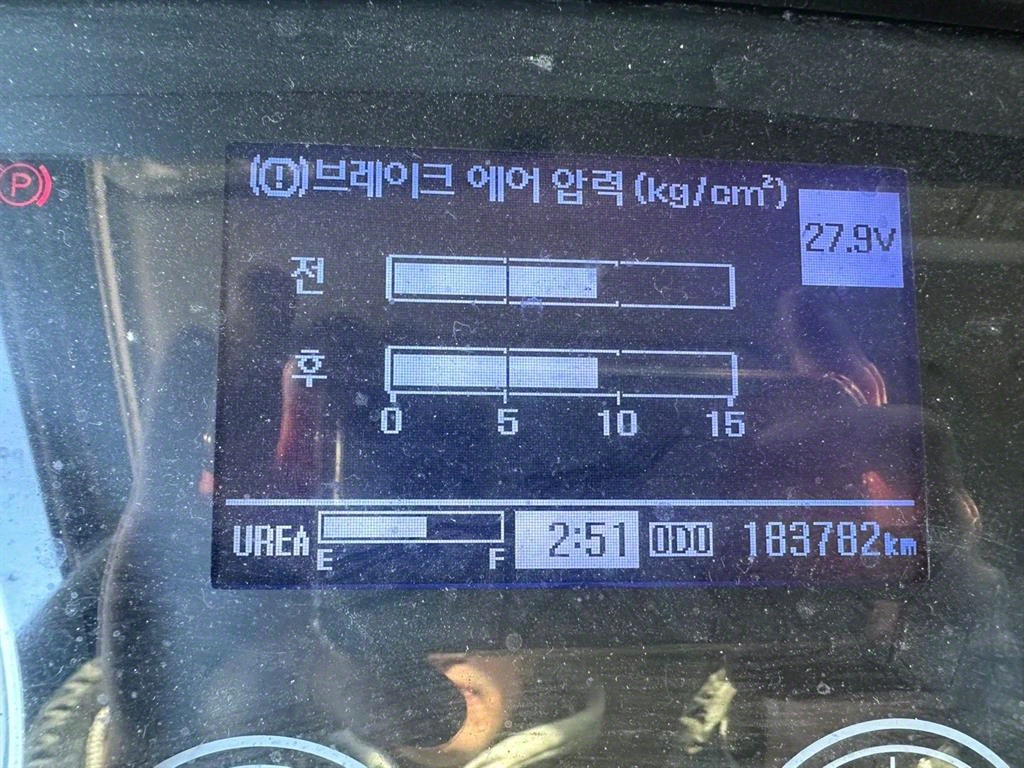 (P)
(!) 브레이크 에어 압력 (kg/cm²)
27.9V
전
후
0 5 10 15
UREA E F 2:51 ODO 183782km